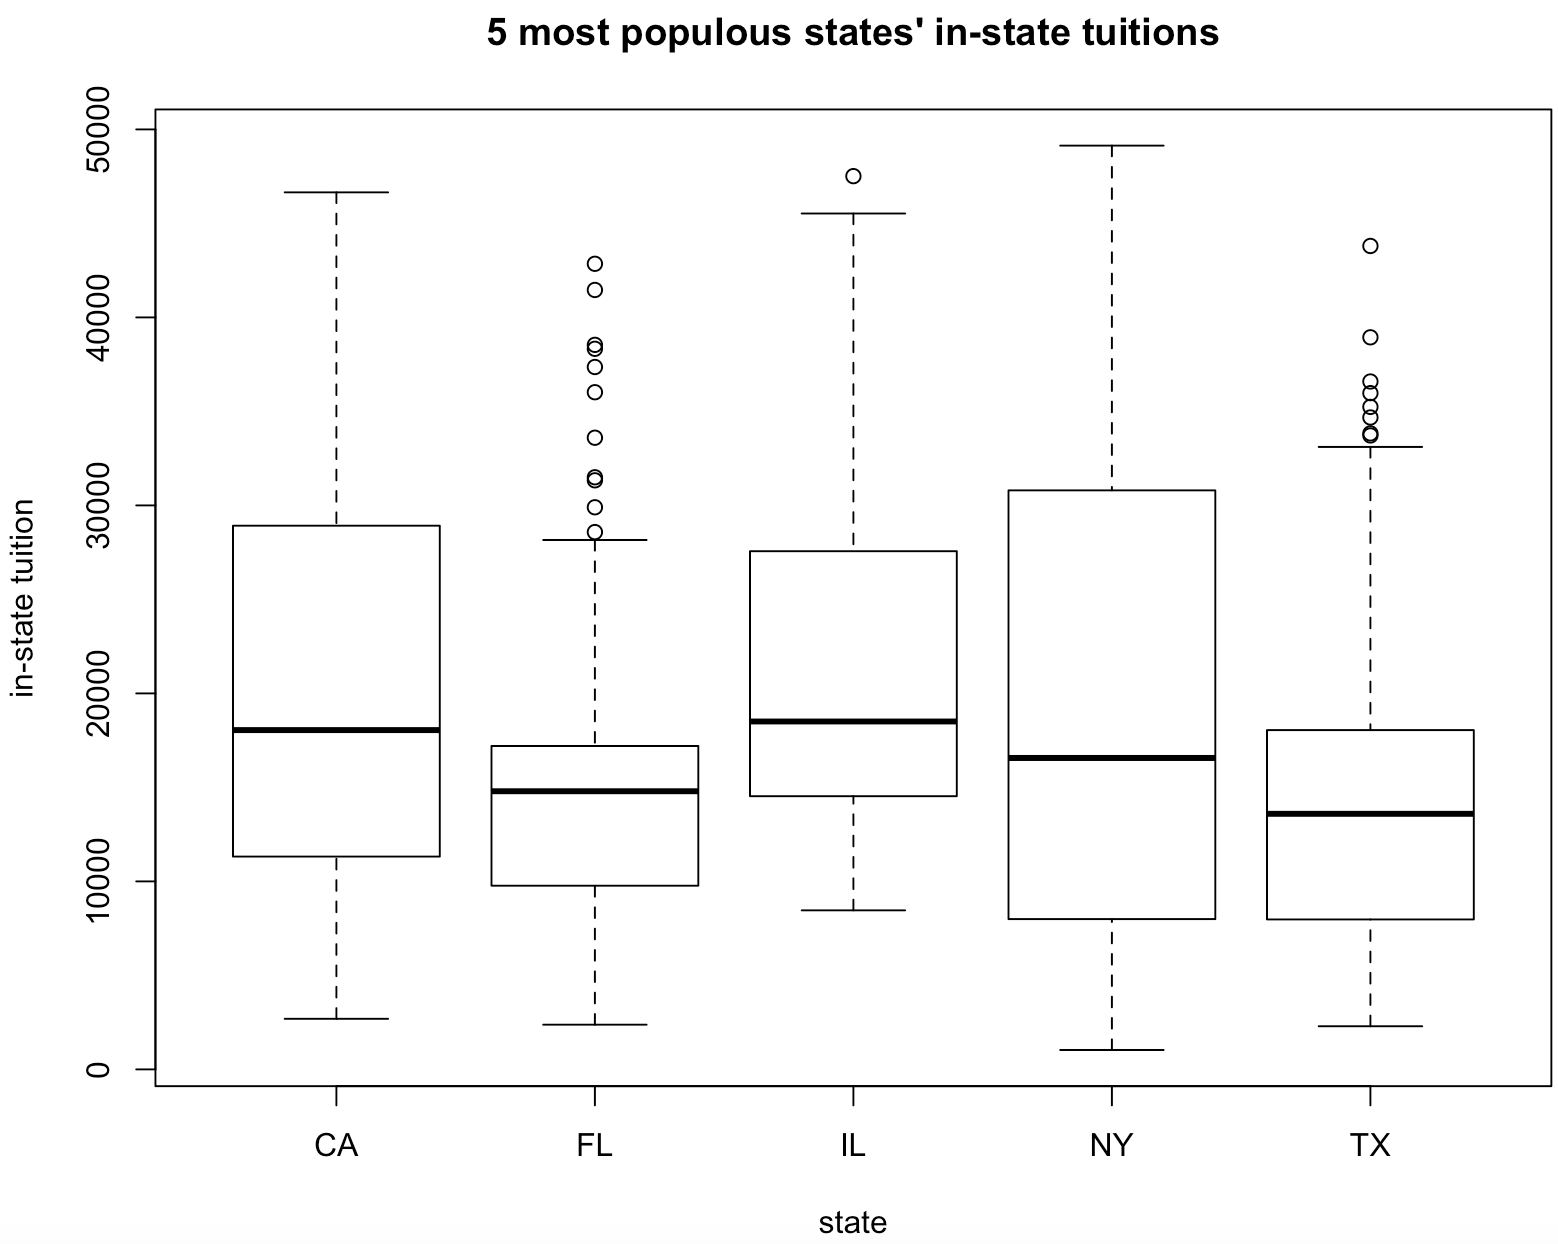 5 most populous states' in-state tuitions
in-state tuition
50000
40000
30000
20000
10000
0
CA FL IL NY TX
state